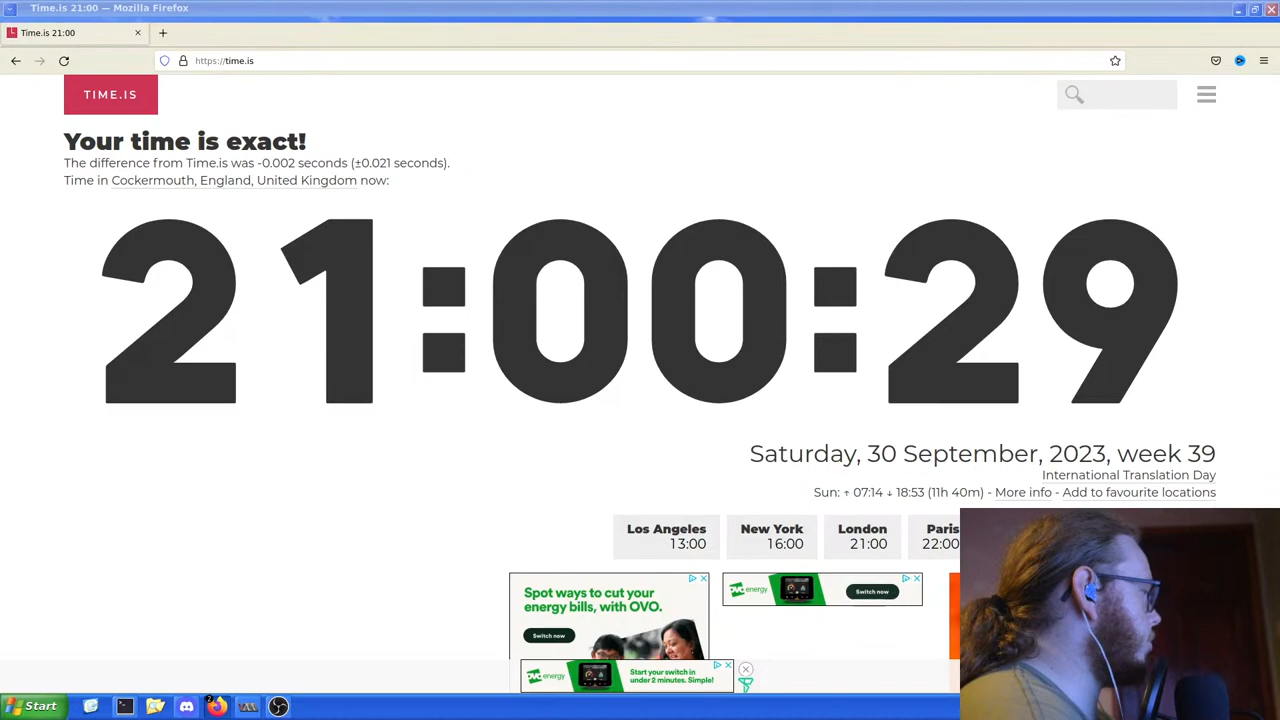 Time.is 21:00 — Mozilla Firefox
Time.is 21:00
https://time.is
TIME.IS
Your time is exact!
The difference from Time.is was -0.002 seconds (±0.021 seconds).
Time in Cockermouth, England, United Kingdom now:
21:00:29
Saturday, 30 September, 2023, week 39
International Translation Day
Sun: ↑ 07:14 ↓ 18:53 (11h 40m) - More info - Add to favourite locations
Los Angeles New York London Paris
13:00 16:00 21:00 22:00
Spot ways to cut your
energy bills, with OVO.
Switch now
OVO energy
Switch now
OVO energy
Start your switch in
under 2 minutes. Simple!
Start